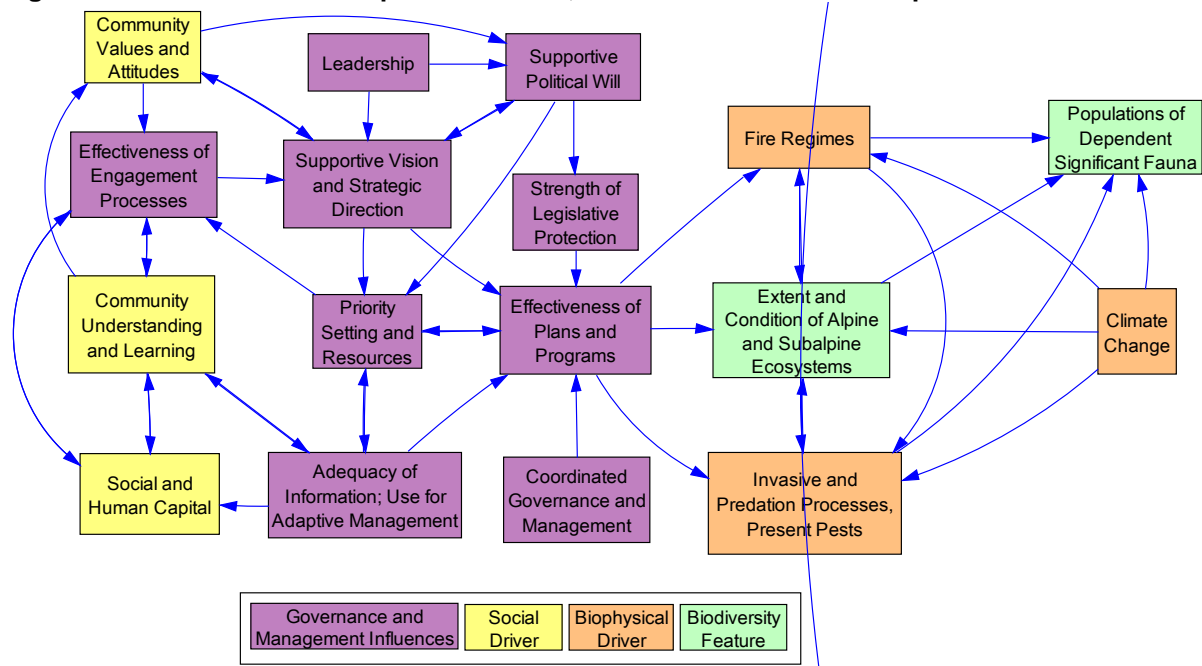 Community
Values and
Attitudes
Leadership
Supportive
Political Will
Fire Regimes
Populations of
Dependent
Significant Fauna
Effectiveness of
Engagement
Processes
Supportive Vision
and Strategic
Direction
Strength of
Legislative
Protection
Community
Understanding
and Learning
Priority
Setting and
Resources
Effectiveness of
Plans and
Programs
Extent and
Condition of Alpine
and Subalpine
Ecosystems
Climate
Change
Social and
Human Capital
Adequacy of
Information; Use for
Adaptive Management
Coordinated
Governance and
Management
Invasive and
Predation Processes,
Present Pests
Governance and
Management Influences
Social
Driver
Biophysical
Driver
Biodiversity
Feature